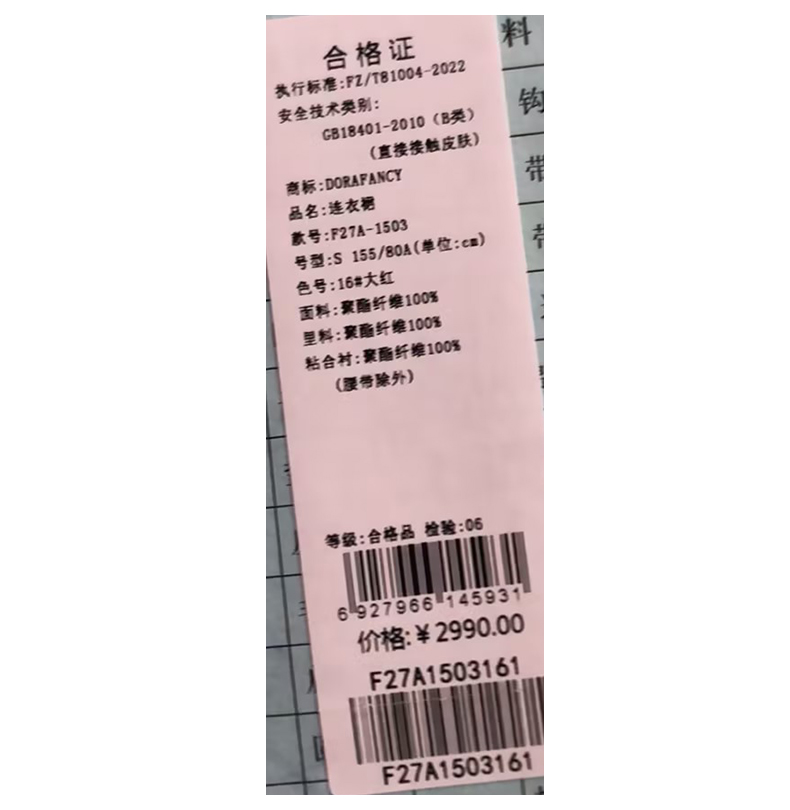 合格证
执行标准:FZ/T81004-2022
安全技术类别:
GB18401-2010(B类)
(直接接触皮肤)
商标:DORAFANCY
品名:连衣裙
款号:F27A-1503
号型:S 155/80A(单位:cm)
色号:16#大红
面料:聚酯纤维100%
里料:聚酯纤维100%
粘合衬:聚酯纤维100%
(腰带除外)
等级:合格品 检验:06
6 927966 145931
价格:¥2990.00
F27A1503161
F27A1503161
料
钩
带